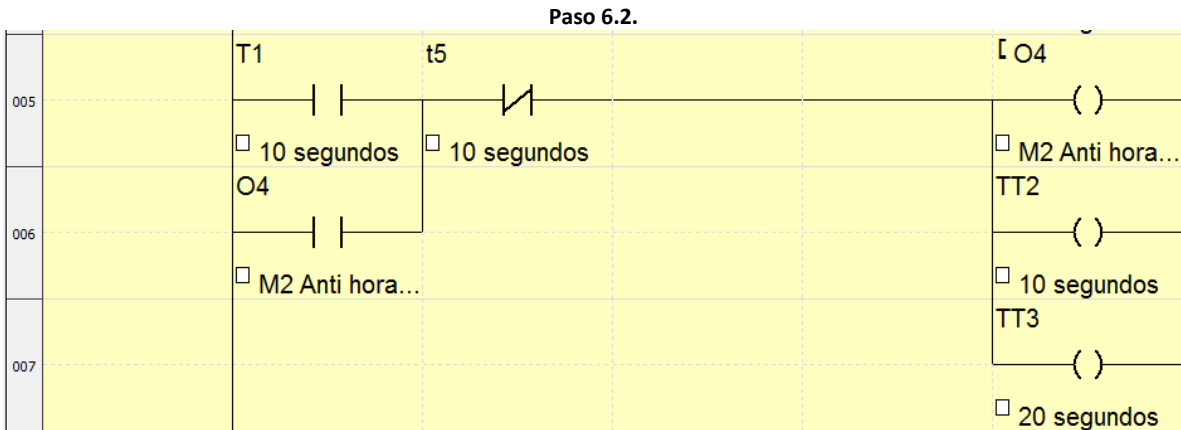 Paso 6.2.
T1 t5 [ O4
005
10 segundos 10 segundos M2 Anti hora...
O4 TT2
006
M2 Anti hora... 10 segundos
TT3
007
20 segundos